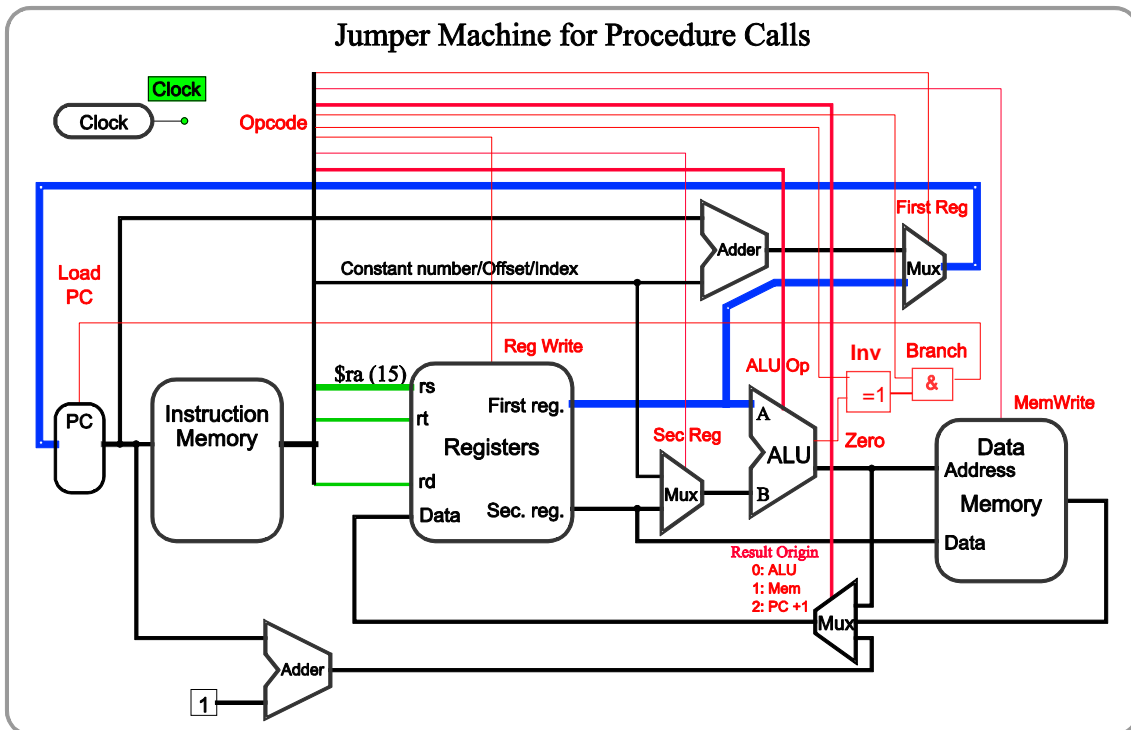 Jumper Machine for Procedure Calls
Clock
Clock
Opcode
First Reg
Adder
Mux
Constant number/Offset/Index
Load
PC
Reg Write
ALU Op
Inv
Branch
$ra (15)
rs
PC
Instruction
Memory
First reg.
A
=1
&
MemWrite
rt
Registers
Sec Reg
Zero
Data
ALU
Address
rd
Mux
B
Memory
Data
Sec. reg.
Data
Result Origin
0: ALU
1: Mem
2: PC +1
Mux
Adder
1